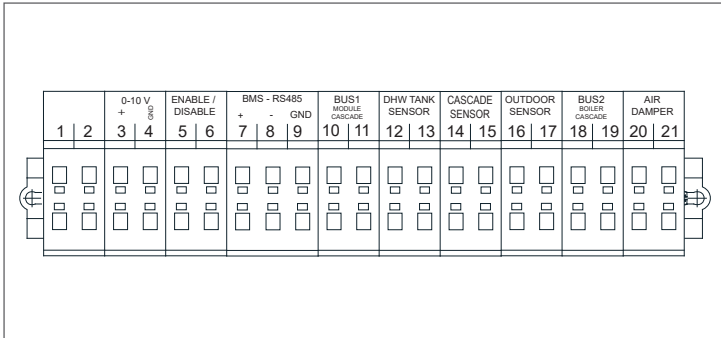 0-10 V
+ GND
3 4
1 2
ENABLE / DISABLE
5 6
BMS - RS485
+ - GND
7 8 9
BUS1
MODULE
CASCADE
10 11
DHW TANK
SENSOR
12 13
CASCADE
SENSOR
14 15
OUTDOOR
SENSOR
16 17
BUS2
BOILER
CASCADE
18 19
AIR
DAMPER
20 21